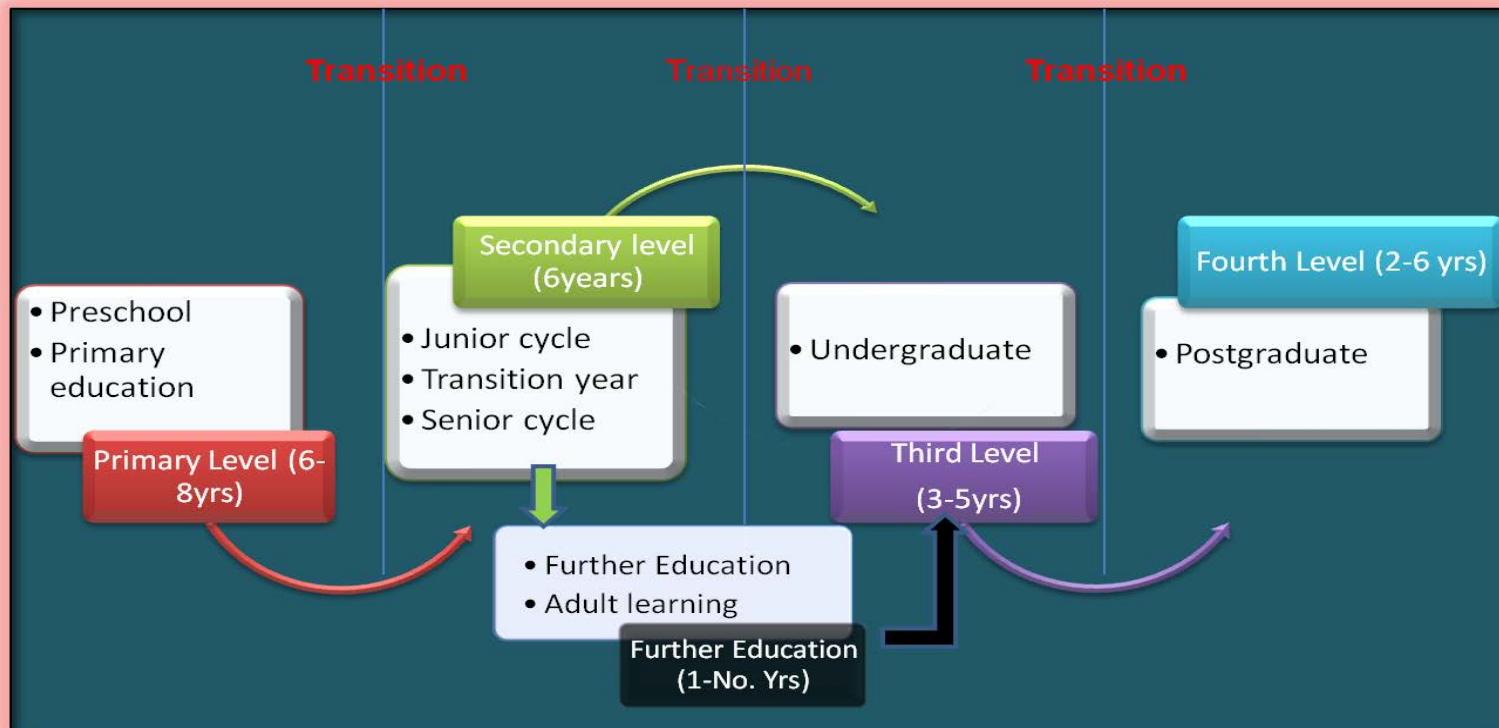 Transition
Transition
Transition
• Preschool
• Primary
education
Primary Level (6-
8yrs)
Secondary level
(6years)
• Junior cycle
• Transition year
• Senior cycle
• Further Education
• Adult learning
Further Education
(1-No. Yrs)
• Undergraduate
Third Level
(3-5yrs)
Fourth Level (2-6 yrs)
• Postgraduate